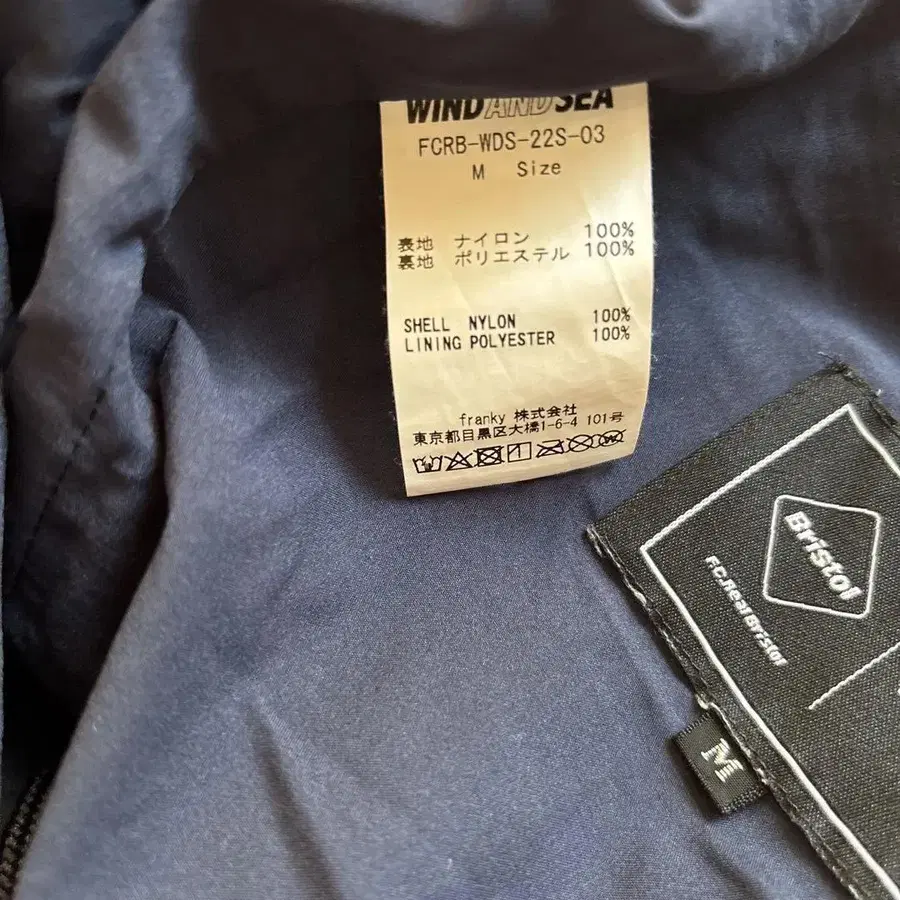 WIND AND SEA
FCRB-WDS-22S-03
M Size
表地 ナイロン 100%
裏地 ポリエステル 100%
SHELL NYLON 100%
LINING POLYESTER 100%
franky 株式会社
東京都目黒区大橋1-6-4 101号
Bristol
F.C.Real Bristol
M